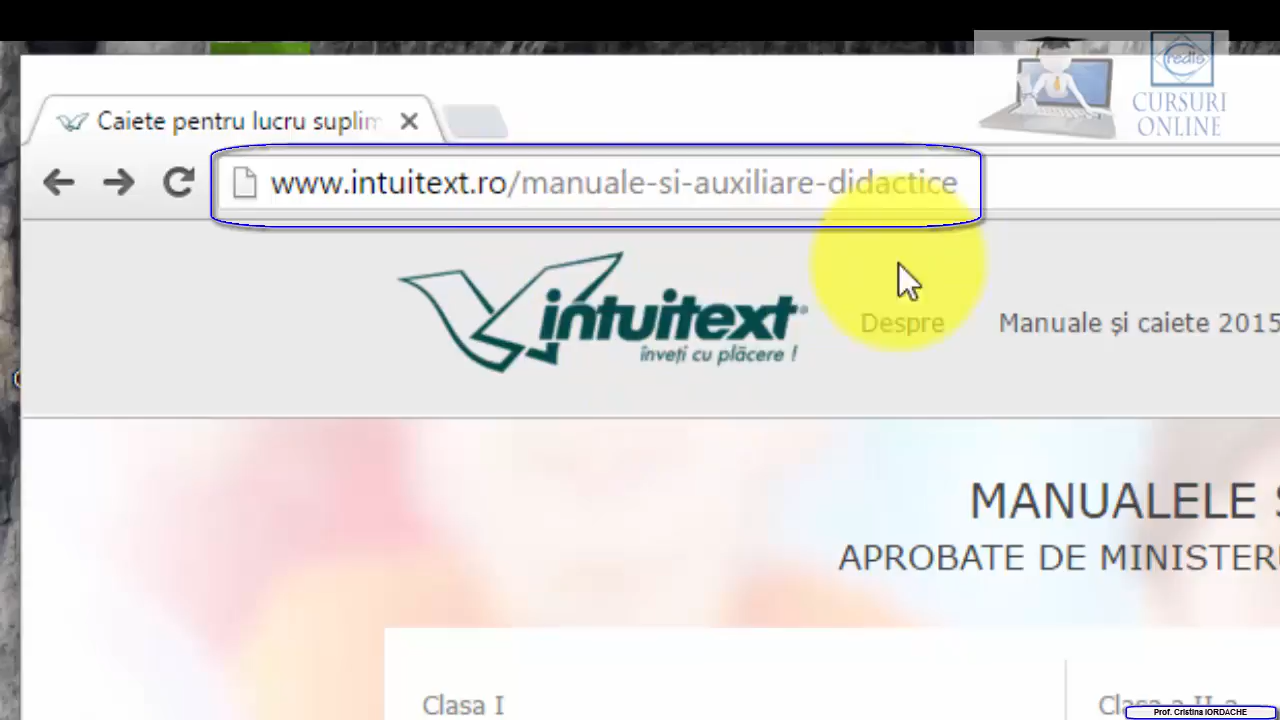 Credis
CURSURI
ONLINE
Caiete pentru lucru suplim
www.intuitext.ro/manuale-si-auxiliare-didactice
intuitext®
înveți cu plăcere !
Despre
Manuale și caiete 2015
MANUALELE Ș
APROBATE DE MINISTERU
Clasa I
Clasa a II-a
Prof. Cristina IORDACHE